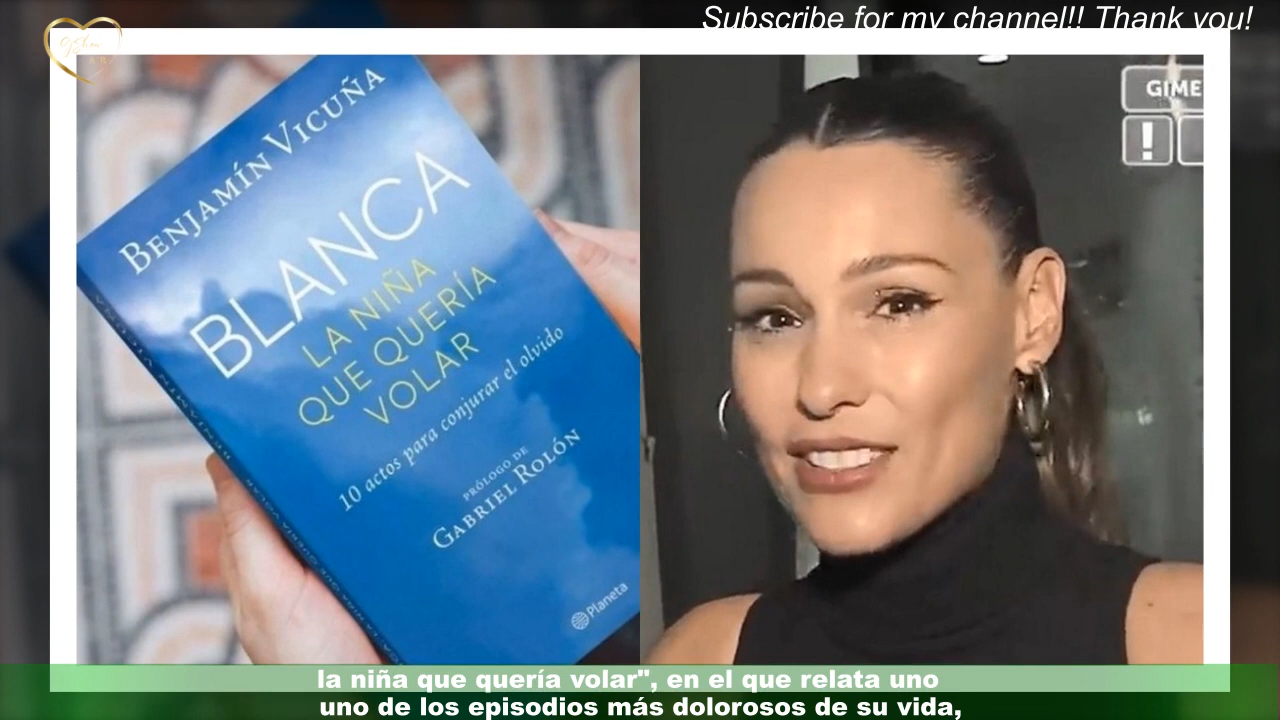 Subscribe for my channel!! Thank you!
BENJAMÍN VICUÑA
BLANCA
LA NIÑA
QUE QUERÍA
VOLAR
10 actos para conjurar el olvido
PRÓLOGO DE
GABRIEL ROLÓN
Planeta
GIME
!
la niña que quería volar", en el que relata uno
uno de los episodios más dolorosos de su vida,